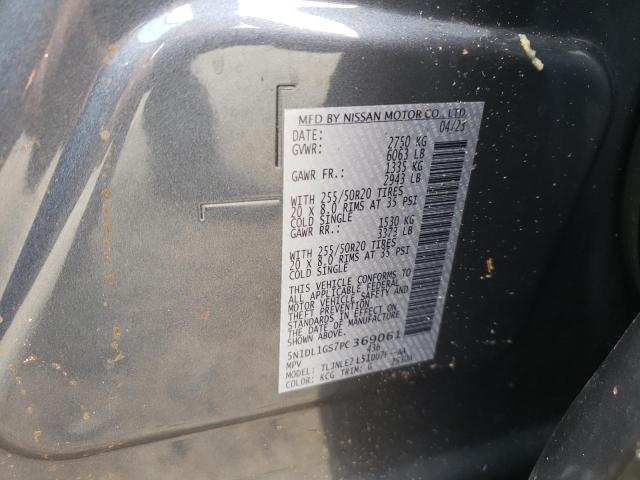 MFD BY NISSAN MOTOR CO., LTD.
DATE: 04/23
GVWR: 2750 KG
6063 LB
GAWR FR.: 1335 KG
2943 LB
WITH 255/50R20 TIRES
20 X 8.0 RIMS AT 35 PSI
COLD SINGLE
GAWR RR.: 1530 KG
3373 LB
WITH 255/50R20 TIRES
20 X 8.0 RIMS AT 35 PSI
COLD SINGLE
THIS VEHICLE CONFORMS TO
ALL APPLICABLE FEDERAL
MOTOR VEHICLE SAFETY AND
THEFT PREVENTION
STANDARDS IN EFFECT ON
THE DATE OF MANUFACTURE
SHOWN ABOVE.
5N1DL1GS7PC369061
MPV 436
MODEL: TLJNLE2
COLOR: KCG TRIM: G